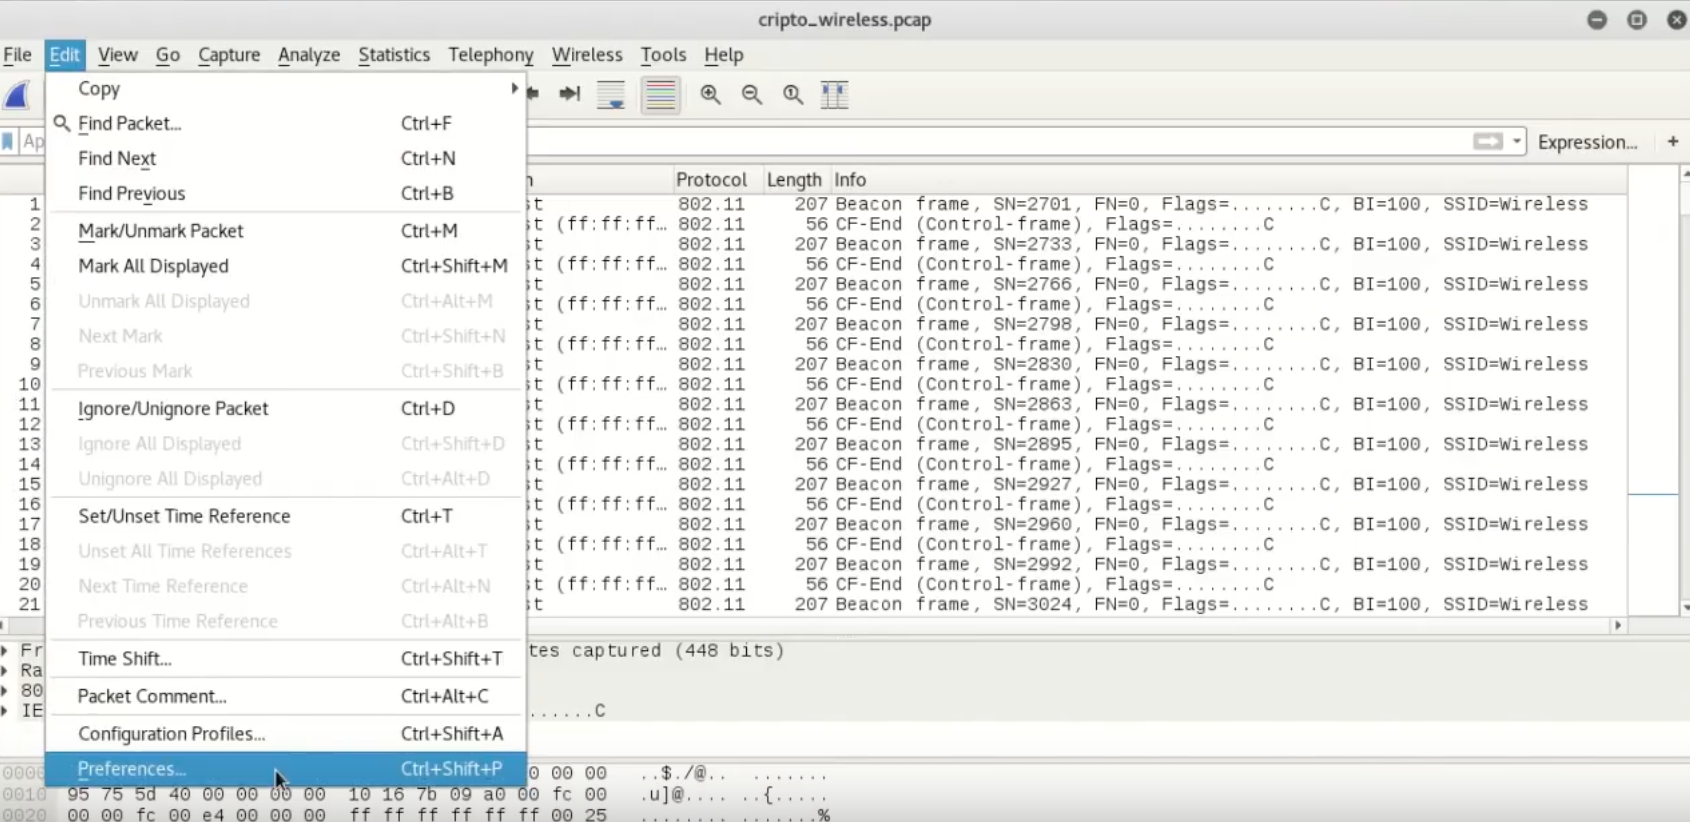 cripto_wireless.pcap
File Edit View Go Capture Analyze Statistics Telephony Wireless Tools Help
Copy
Find Packet... Ctrl+F
Find Next Ctrl+N
Find Previous Ctrl+B
Mark/Unmark Packet Ctrl+M
Mark All Displayed Ctrl+Shift+M
Unmark All Displayed Ctrl+Alt+M
Next Mark Ctrl+Shift+N
Previous Mark Ctrl+Shift+B
Ignore/Unignore Packet Ctrl+D
Ignore All Displayed Ctrl+Shift+D
Unignore All Displayed Ctrl+Alt+D
Set/Unset Time Reference Ctrl+T
Unset All Time References Ctrl+Alt+T
Next Time Reference Ctrl+Alt+N
Previous Time Reference Ctrl+Alt+B
Time Shift... Ctrl+Shift+T
Packet Comment... Ctrl+Alt+C
Configuration Profiles... Ctrl+Shift+A
Preferences... Ctrl+Shift+P
Ap
Expression... +
n Protocol Length Info
1 st 802.11 207 Beacon frame, SN=2701, FN=0, Flags=........C, BI=100, SSID=Wireless
2 st (ff:ff:ff… 802.11 56 CF-End (Control-frame), Flags=........C
3 st 802.11 207 Beacon frame, SN=2733, FN=0, Flags=........C, BI=100, SSID=Wireless
4 st (ff:ff:ff… 802.11 56 CF-End (Control-frame), Flags=........C
5 st 802.11 207 Beacon frame, SN=2766, FN=0, Flags=........C, BI=100, SSID=Wireless
6 st (ff:ff:ff… 802.11 56 CF-End (Control-frame), Flags=........C
7 st 802.11 207 Beacon frame, SN=2798, FN=0, Flags=........C, BI=100, SSID=Wireless
8 st (ff:ff:ff… 802.11 56 CF-End (Control-frame), Flags=........C
9 st 802.11 207 Beacon frame, SN=2830, FN=0, Flags=........C, BI=100, SSID=Wireless
10 st (ff:ff:ff… 802.11 56 CF-End (Control-frame), Flags=........C
11 st 802.11 207 Beacon frame, SN=2863, FN=0, Flags=........C, BI=100, SSID=Wireless
12 st (ff:ff:ff… 802.11 56 CF-End (Control-frame), Flags=........C
13 st 802.11 207 Beacon frame, SN=2895, FN=0, Flags=........C, BI=100, SSID=Wireless
14 st (ff:ff:ff… 802.11 56 CF-End (Control-frame), Flags=........C
15 st 802.11 207 Beacon frame, SN=2927, FN=0, Flags=........C, BI=100, SSID=Wireless
16 st (ff:ff:ff… 802.11 56 CF-End (Control-frame), Flags=........C
17 st 802.11 207 Beacon frame, SN=2960, FN=0, Flags=........C, BI=100, SSID=Wireless
18 st (ff:ff:ff… 802.11 56 CF-End (Control-frame), Flags=........C
19 st 802.11 207 Beacon frame, SN=2992, FN=0, Flags=........C, BI=100, SSID=Wireless
20 st (ff:ff:ff… 802.11 56 CF-End (Control-frame), Flags=........C
21 st 802.11 207 Beacon frame, SN=3024, FN=0, Flags=........C, BI=100, SSID=Wireless
Fr tes captured (448 bits)
Ra
80
IE ......C
0000 0 00 00 ..$./@.. .......
0010 95 75 5d 40 00 00 00 00 10 16 7b 09 a0 00 fc 00 .u]@.... ..{.....
0020 00 00 fc 00 e4 00 00 00 ff ff ff ff ff ff 00 25 ........ .......%